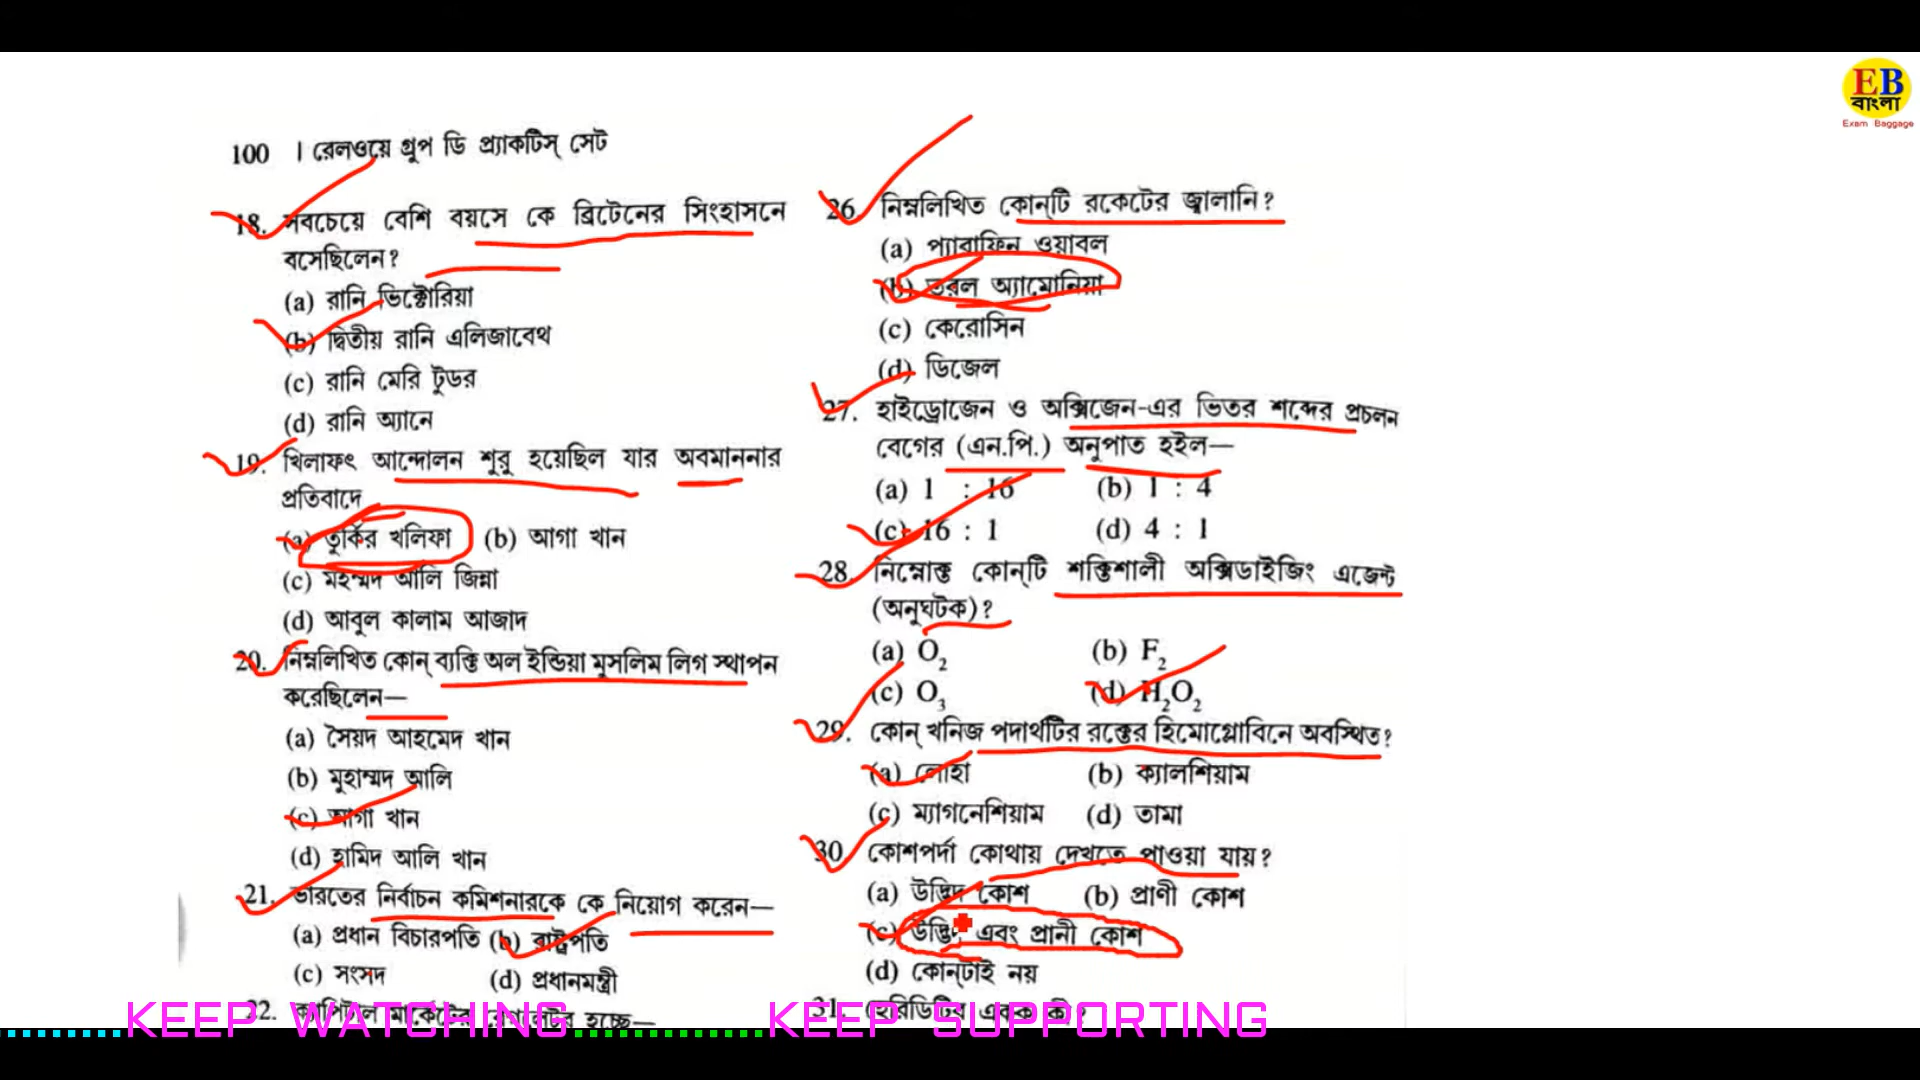 EB
বাংলা
Exam Baggage
100 । রেলওয়ে গ্রুপ ডি প্র্যাকটিস্ সেট
18. সবচেয়ে বেশি বয়সে কে ব্রিটেনের সিংহাসনে
বসেছিলেন?
(a) রানি ভিক্টোরিয়া
(b) দ্বিতীয় রানি এলিজাবেথ
(c) রানি মেরি টুডর
(d) রানি অ্যানে
19. খিলাফৎ আন্দোলন শুরু হয়েছিল যার অবমাননার
প্রতিবাদে
(a) তুর্কির খলিফা (b) আগা খান
(c) মহম্মদ আলি জিন্না
(d) আবুল কালাম আজাদ
20. নিম্নলিখিত কোন্ ব্যক্তি অল ইন্ডিয়া মুসলিম লিগ স্থাপন
করেছিলেন—
(a) সৈয়দ আহমেদ খান
(b) মুহাম্মদ আলি
(c) আগা খান
(d) হামিদ আলি খান
21. ভারতের নির্বাচন কমিশনারকে কে নিয়োগ করেন—
(a) প্রধান বিচারপতি (b) রাষ্ট্রপতি
(c) সংসদ (d) প্রধানমন্ত্রী
22. ক্যাপিটাল মার্কেটের রেগুলেটর হচ্ছে—
26. নিম্নলিখিত কোন্‌টি রকেটের জ্বালানি?
(a) প্যারাফিন ওয়াবল
(b) তরল অ্যামোনিয়া
(c) কেরোসিন
(d) ডিজেল
27. হাইড্রোজেন ও অক্সিজেন-এর ভিতর শব্দের প্রচলন
বেগের (এন.পি.) অনুপাত হইল—
(a) 1 : 16 (b) 1 : 4
(c) 16 : 1 (d) 4 : 1
28. নিম্নোক্ত কোন্‌টি শক্তিশালী অক্সিডাইজিং এজেন্ট
(অনুঘটক)?
(a) O₂ (b) F₂
(c) O₃ (d) H₂O₂
29. কোন্ খনিজ পদার্থটির রক্তের হিমোগ্লোবিনে অবস্থিত?
(a) লোহা (b) ক্যালশিয়াম
(c) ম্যাগনেশিয়াম (d) তামা
30. কোশপর্দা কোথায় দেখতে পাওয়া যায়?
(a) উদ্ভিদ কোশ (b) প্রাণী কোশ
(c) উদ্ভিদ এবং প্রানী কোশ
(d) কোন্‌টাই নয়
31. হেরিডিটির একক কী?
KEEP WATCHING............KEEP SUPPORTING